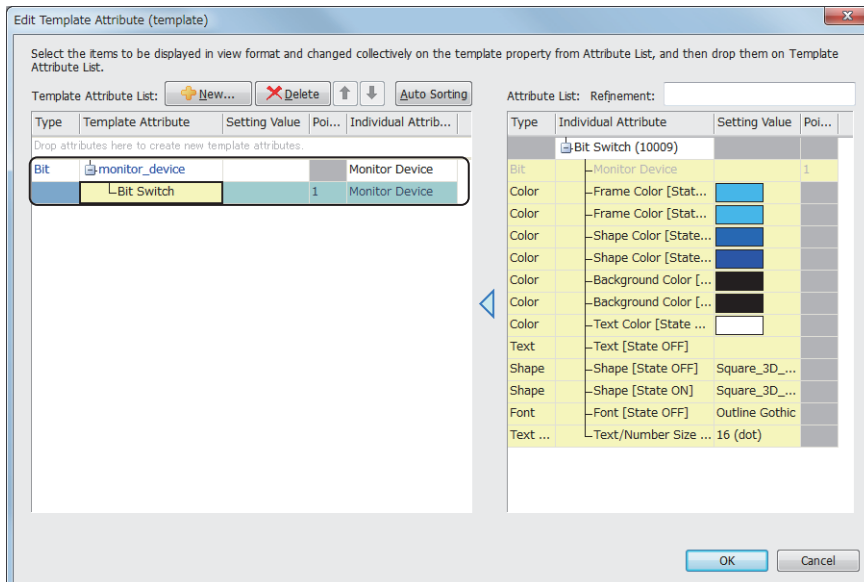 Edit Template Attribute (template)
Select the items to be displayed in view format and changed collectively on the template property from Attribute List, and then drop them on Template
Attribute List.
Template Attribute List: New... Delete Auto Sorting Attribute List: Refinement:
Type Template Attribute Setting Value Poi... Individual Attrib... Type Individual Attribute Setting Value Poi...
Drop attributes here to create new template attributes. Bit Switch (10009)
Bit monitor_device Monitor Device Bit Monitor Device 1
Bit Switch 1 Monitor Device Color Frame Color [Stat...
Color Frame Color [Stat...
Color Shape Color [State...
Color Shape Color [State...
Color Background Color [...
Color Background Color [...
Color Text Color [State ...
Text Text [State OFF]
Shape Shape [State OFF] Square_3D_...
Shape Shape [State ON] Square_3D_...
Font Font [State OFF] Outline Gothic
Text ... Text/Number Size ... 16 (dot)
OK Cancel